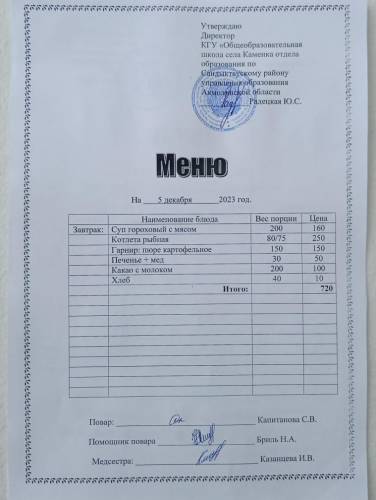 Утверждаю
Директор
КГУ «Общеобразовательная
школа села Каменка отдела
образования по
Сандыктаускому району
управления образования
Акмолинской области
Ралецкая Ю.С.
Меню
На 5 декабря 2023 год.
Наименование блюда Вес порции Цена
Завтрак: Суп гороховый с мясом 200 160
Котлета рыбная 80/75 250
Гарнир: пюре картофельное 150 150
Печенье + мед 30 50
Какао с молоком 200 100
Хлеб 40 10
Итого: 720
Повар: Капитанова С.В.
Помощник повара Бриль Н.А.
Медсестра: Казанцева И.В.